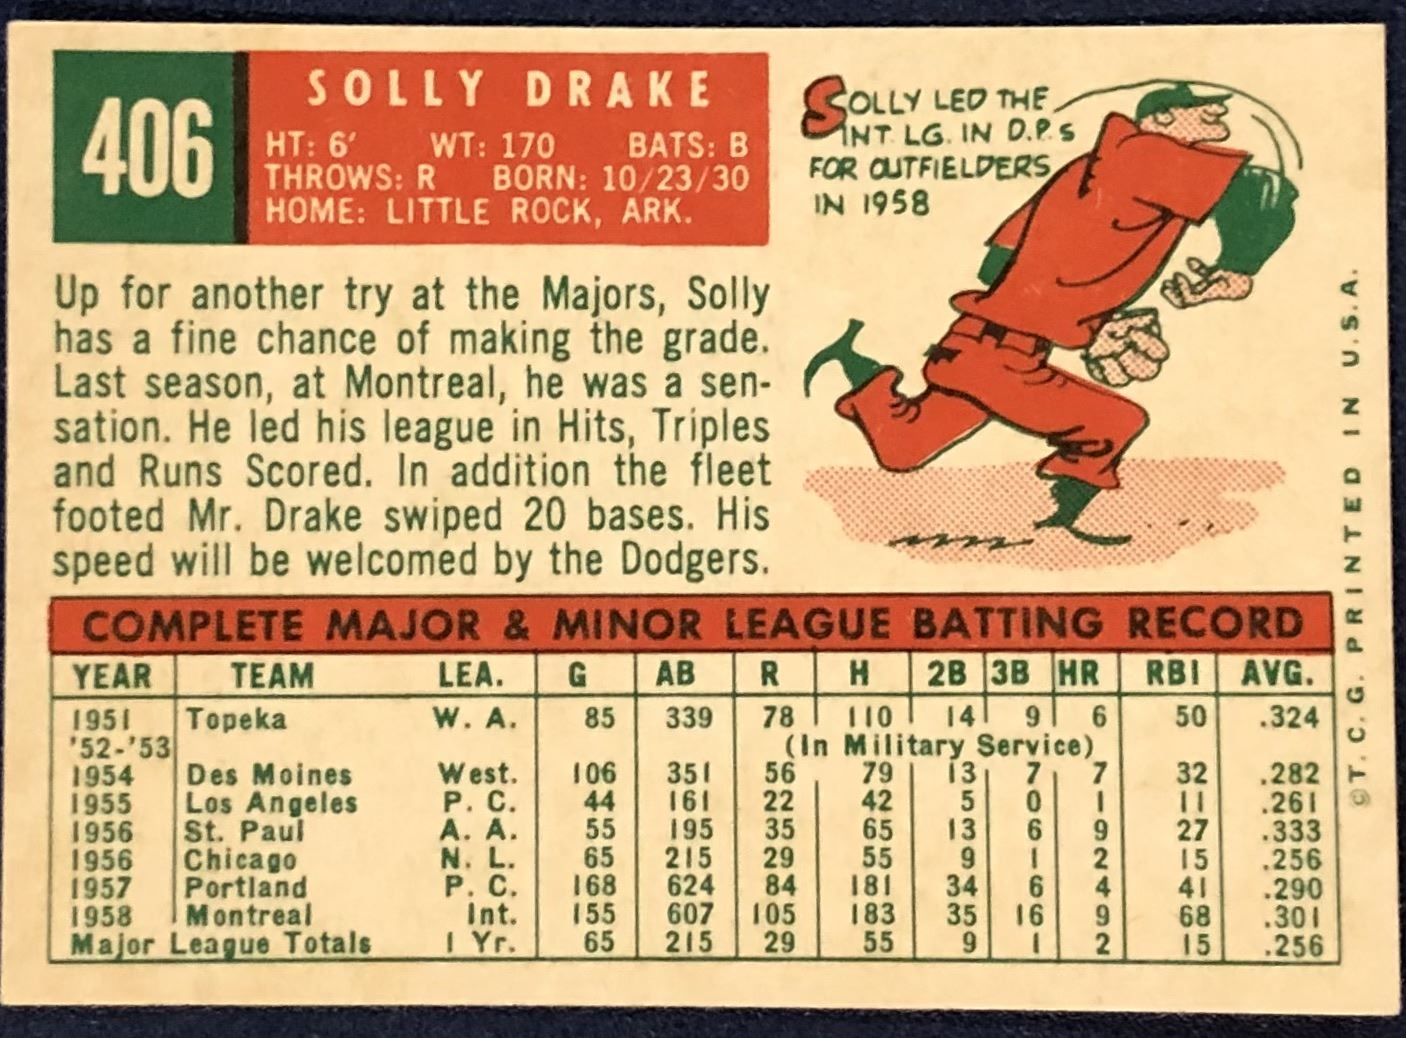 406
SOLLY DRAKE
HT: 6' WT: 170 BATS: B
THROWS: R BORN: 10/23/30
HOME: LITTLE ROCK, ARK.
SOLLY LED THE
INT. LG. IN D.P.s
FOR OUTFIELDERS
IN 1958
Up for another try at the Majors, Solly
has a fine chance of making the grade.
Last season, at Montreal, he was a sen-
sation. He led his league in Hits, Triples
and Runs Scored. In addition the fleet
footed Mr. Drake swiped 20 bases. His
speed will be welcomed by the Dodgers.
COMPLETE MAJOR & MINOR LEAGUE BATTING RECORD
YEAR TEAM LEA. G AB R H 2B 3B HR RBI AVG.
1951 Topeka W. A. 85 339 78 110 14 9 6 50 .324
'52-'53 (In Military Service)
1954 Des Moines West. 106 351 56 79 13 7 7 32 .282
1955 Los Angeles P. C. 44 161 22 42 5 0 1 11 .261
1956 St. Paul A. A. 55 195 35 65 13 6 9 27 .333
1956 Chicago N. L. 65 215 29 55 9 1 2 15 .256
1957 Portland P. C. 168 624 84 181 34 6 4 41 .290
1958 Montreal Int. 155 607 105 183 35 16 9 68 .301
Major League Totals 1 Yr. 65 215 29 55 9 1 2 15 .256
©T. C. G. PRINTED IN U.S.A.